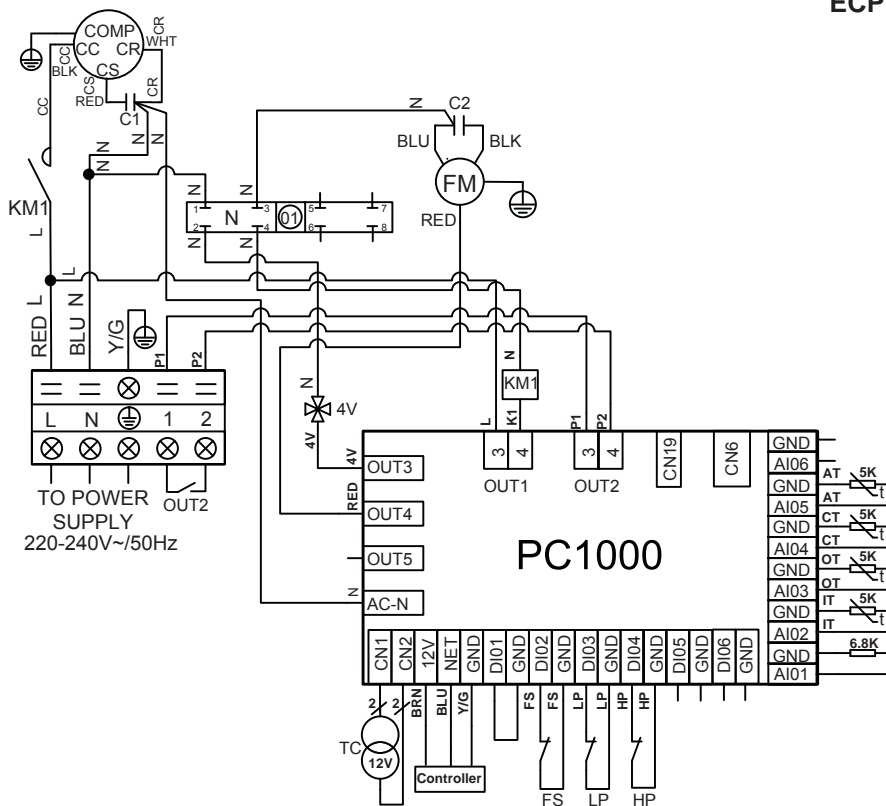 ECP
COMP
CC CR
CS
CR
WHT
CC
BLK
CS
RED
CR
C1
CC
N
N
N
N
N
KM1
L
L
L
RED
BLU N
Y/G
P1
P2
N
C2
BLU
BLK
FM
RED
N
N
1 3 5 7
N 01
2 4 6 8
N
N
L N 1 2
TO POWER
SUPPLY
220-240V~/50Hz
OUT2
N
4V
4V
N
KM1
L
K1
P1
P2
3 4
OUT1
3 4
OUT2
CN19
CN6
4V
OUT3
RED
OUT4
OUT5
N
AC-N
PC1000
GND
AI06
GND
AT 5K
t
AI05
AT
GND
CT 5K
t
AI04
CT
GND
OT 5K
t
AI03
OT
GND
IT 5K
t
AI02
IT
GND
6.8K
AI01
CN1 CN2 12V NET GND DI01 GND DI02 GND DI03 GND DI04 GND DI05 GND DI06 GND
2 2 BRN BLU Y/G FS FS LP LP HP HP
TC
12V
Controller
FS LP HP